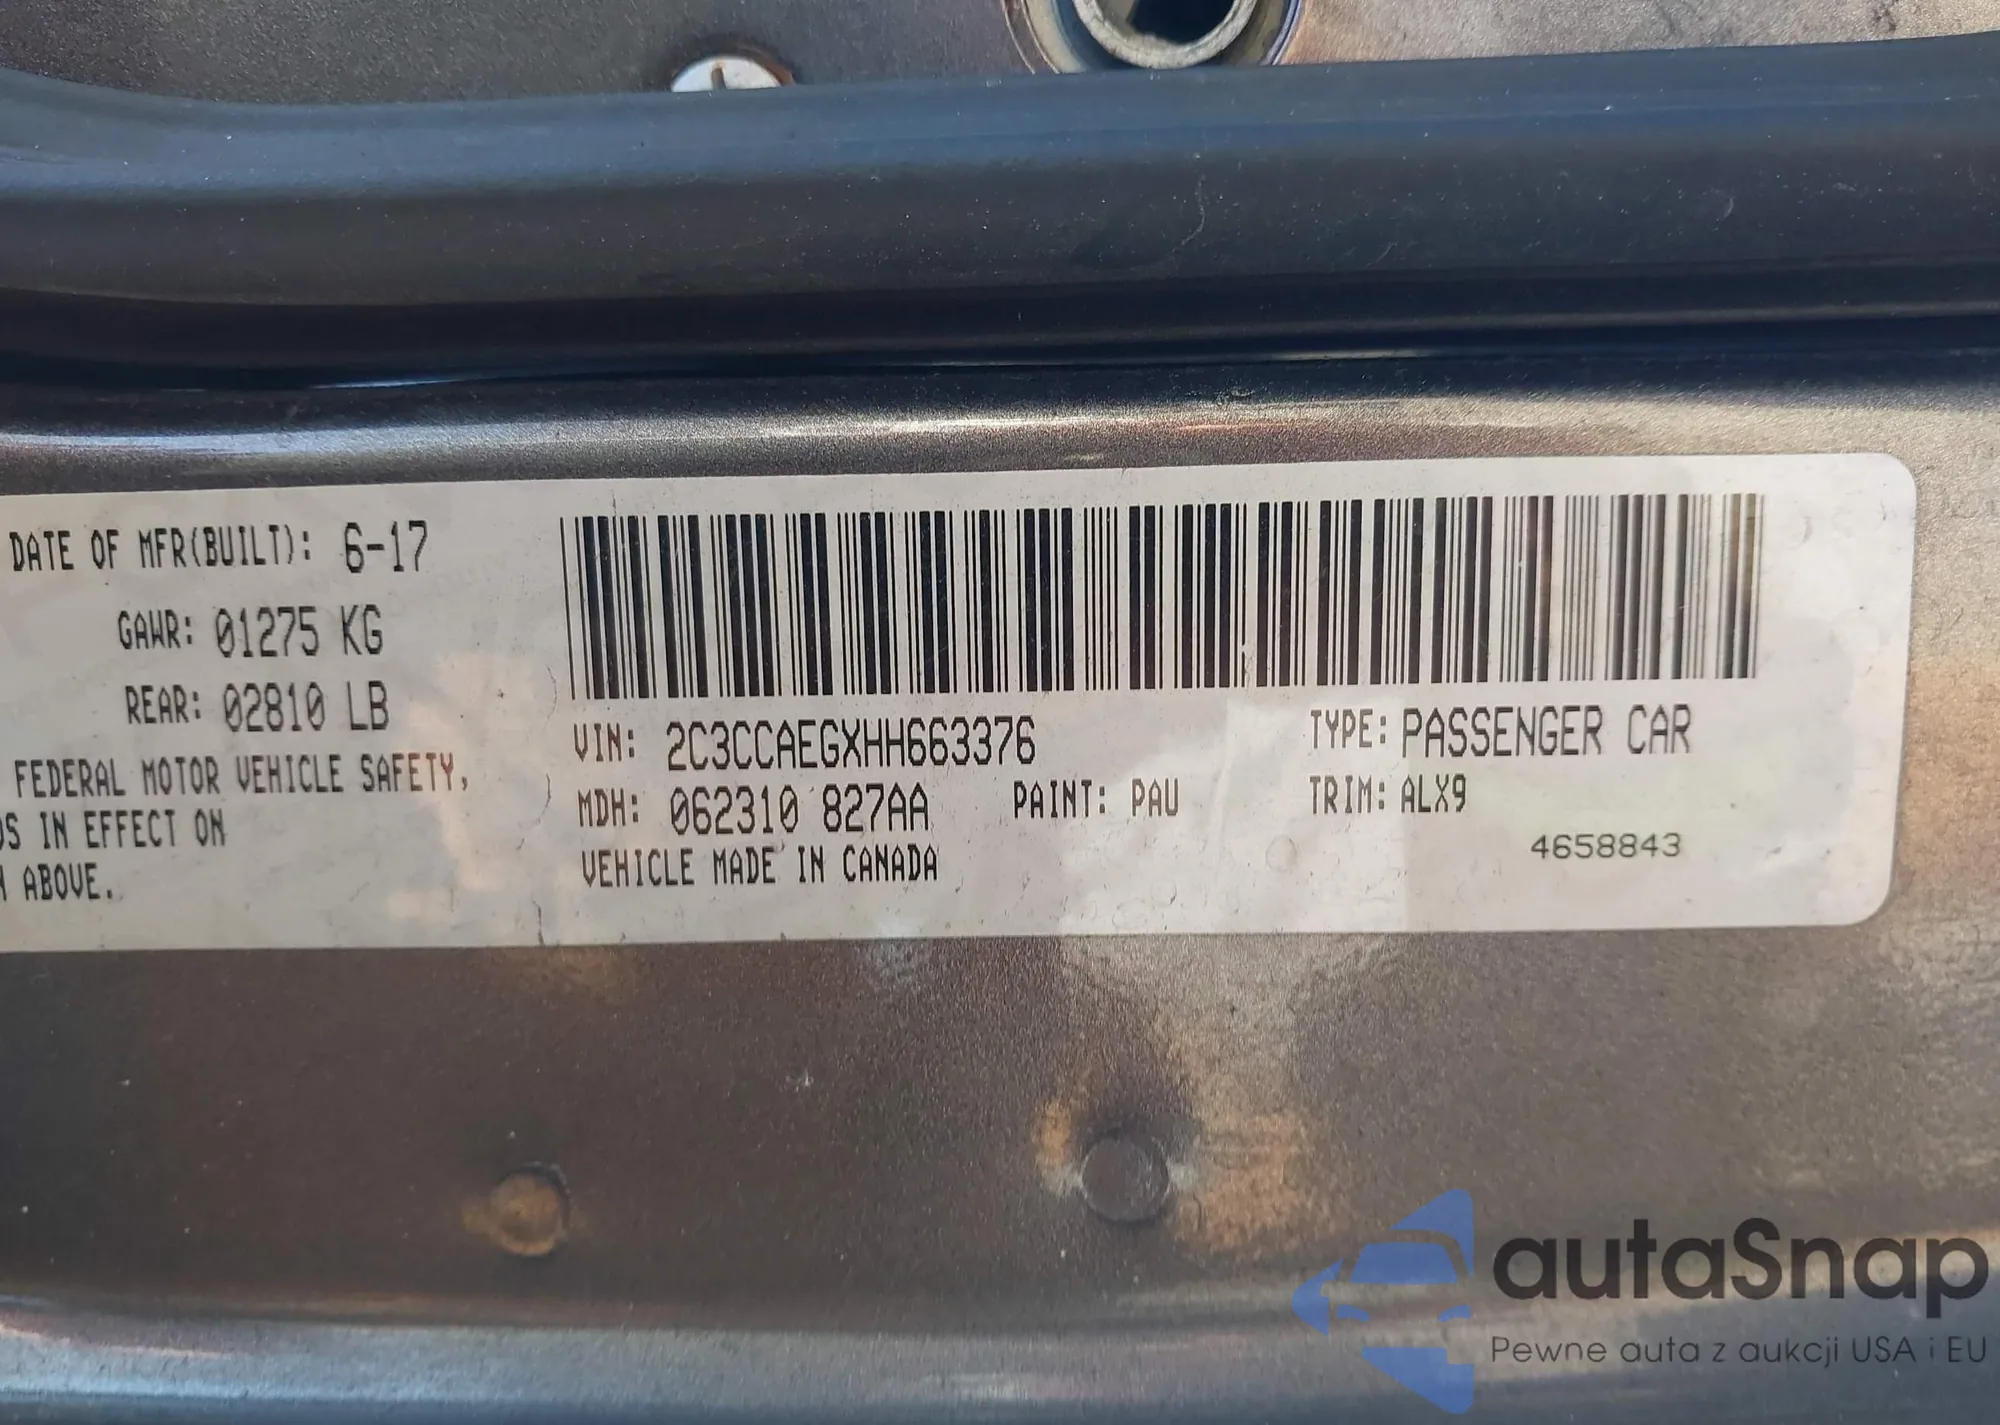 DATE OF MFR(BUILT): 6-17
GAWR: 01275 KG
REAR: 02810 LB
FEDERAL MOTOR VEHICLE SAFETY,
IN EFFECT ON
ABOVE.
VIN: 2C3CCAEGXHH663376
TYPE: PASSENGER CAR
MDH: 062310 827AA
PAINT: PAU
TRIM: ALX9
VEHICLE MADE IN CANADA
4658843
autaSnap
Pewne auta z aukcji USA i EU